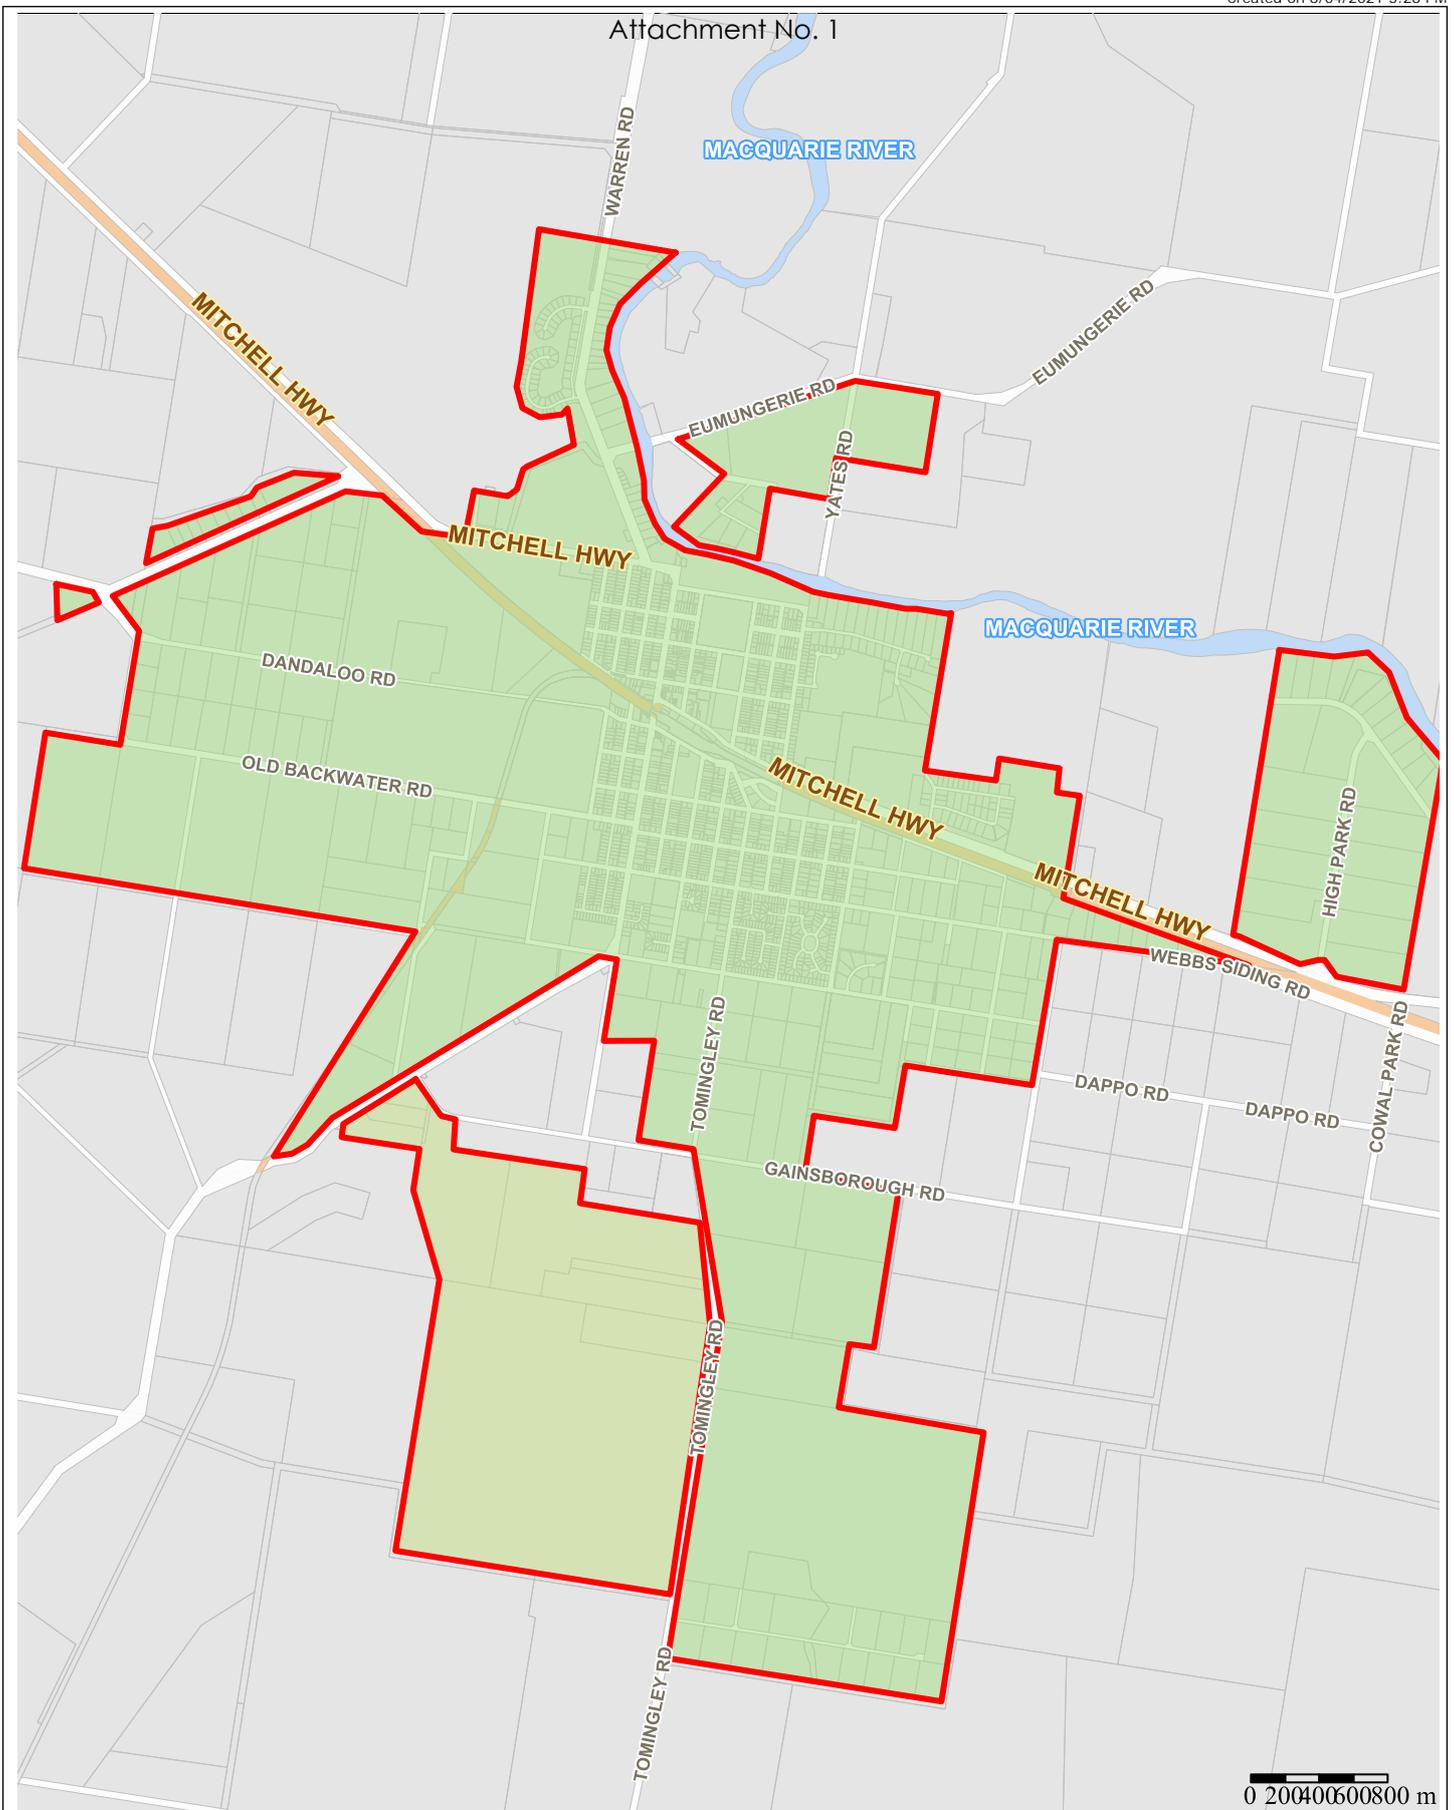 Attachment No. 1
WARREN RD
MACQUARIE RIVER
MITCHELL HWY
EUMUNGERIE RD
EUMUNGERIE RD
YATES RD
MITCHELL HWY
MACQUARIE RIVER
DANDALOO RD
OLD BACKWATER RD
MITCHELL HWY
HIGH PARK RD
MITCHELL HWY
WEBBS SIDING RD
TOMINGLEY RD
DAPPO RD
DAPPO RD
COWAL PARK RD
GAINSBOROUGH RD
TOMINGLEY RD
TOMINGLEY RD
0 200400600800 m